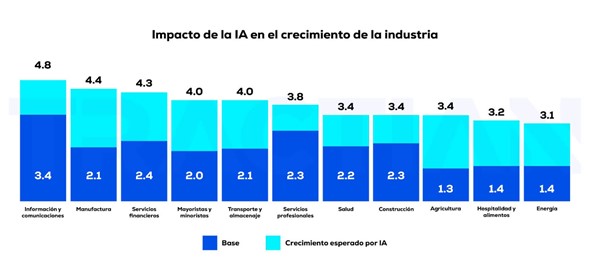 Impacto de la IA en el crecimiento de la industria
4.8
4.4
4.3
4.0
4.0
3.8
3.4
3.4
3.4
3.2
3.1
3.4
2.1
2.4
2.0
2.1
2.3
2.2
2.3
1.3
1.4
1.4
Información y
comunicaciones
Manufactura
Servicios
financieros
Mayoristas y
minoristas
Transporte y
almacenaje
Servicios
profesionales
Salud
Construcción
Agricultura
Hospitalidad y
alimentos
Energía
Base
Crecimiento esperado por IA